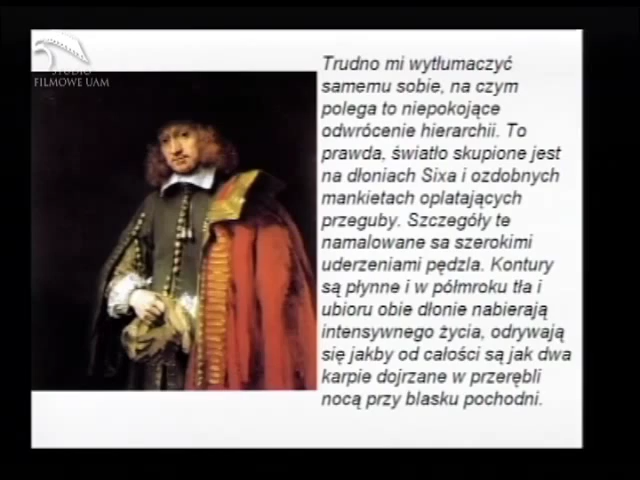 STUDIO
FILMOWE UAM
Trudno mi wytłumaczyć
samemu sobie, na czym
polega to niepokojące
odwrócenie hierarchii. To
prawda, światło skupione jest
na dłoniach Sixa i ozdobnych
mankietach oplatających
przeguby. Szczegóły te
namalowane sa szerokimi
uderzeniami pędzla. Kontury
są płynne i w półmroku tła i
ubioru obie dłonie nabierają
intensywnego życia, odrywają
się jakby od całości są jak dwa
karpie dojrzane w przerębli
nocą przy blasku pochodni.